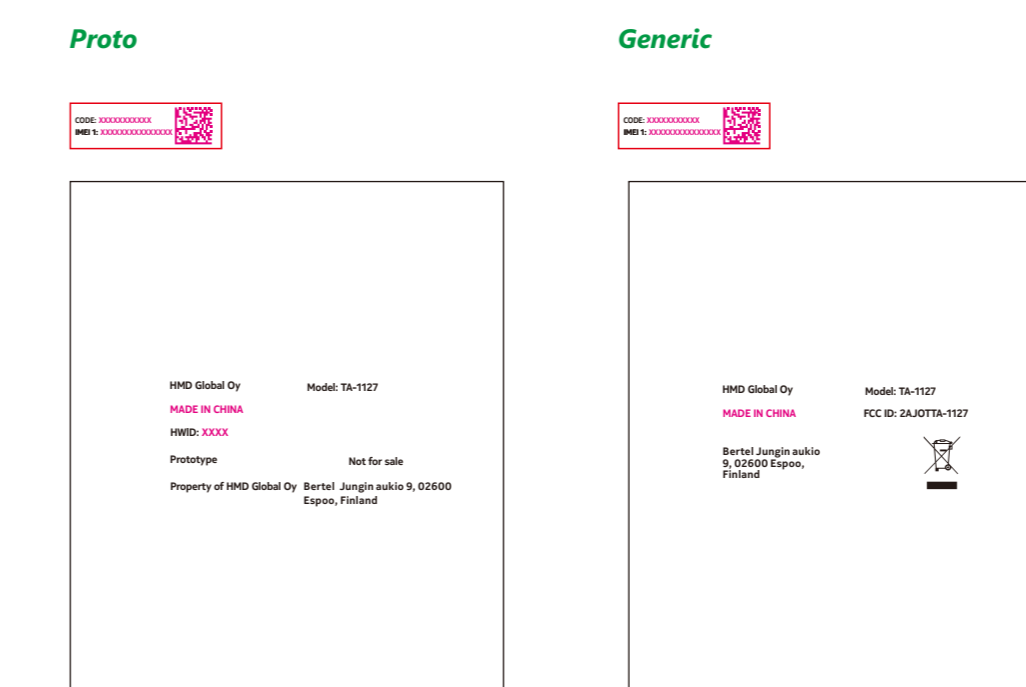 Proto
CODE: XXXXXXXXXXX
IMEI 1: XXXXXXXXXXXXXXX
HMD Global Oy
Model: TA-1127
MADE IN CHINA
HWID: XXXX
Prototype
Not for sale
Property of HMD Global Oy
Bertel Jungin aukio 9, 02600
Espoo, Finland
Generic
CODE: XXXXXXXXXXX
IMEI 1: XXXXXXXXXXXXXXX
HMD Global Oy
Model: TA-1127
MADE IN CHINA
FCC ID: 2AJOTTA-1127
Bertel Jungin aukio
9, 02600 Espoo,
Finland